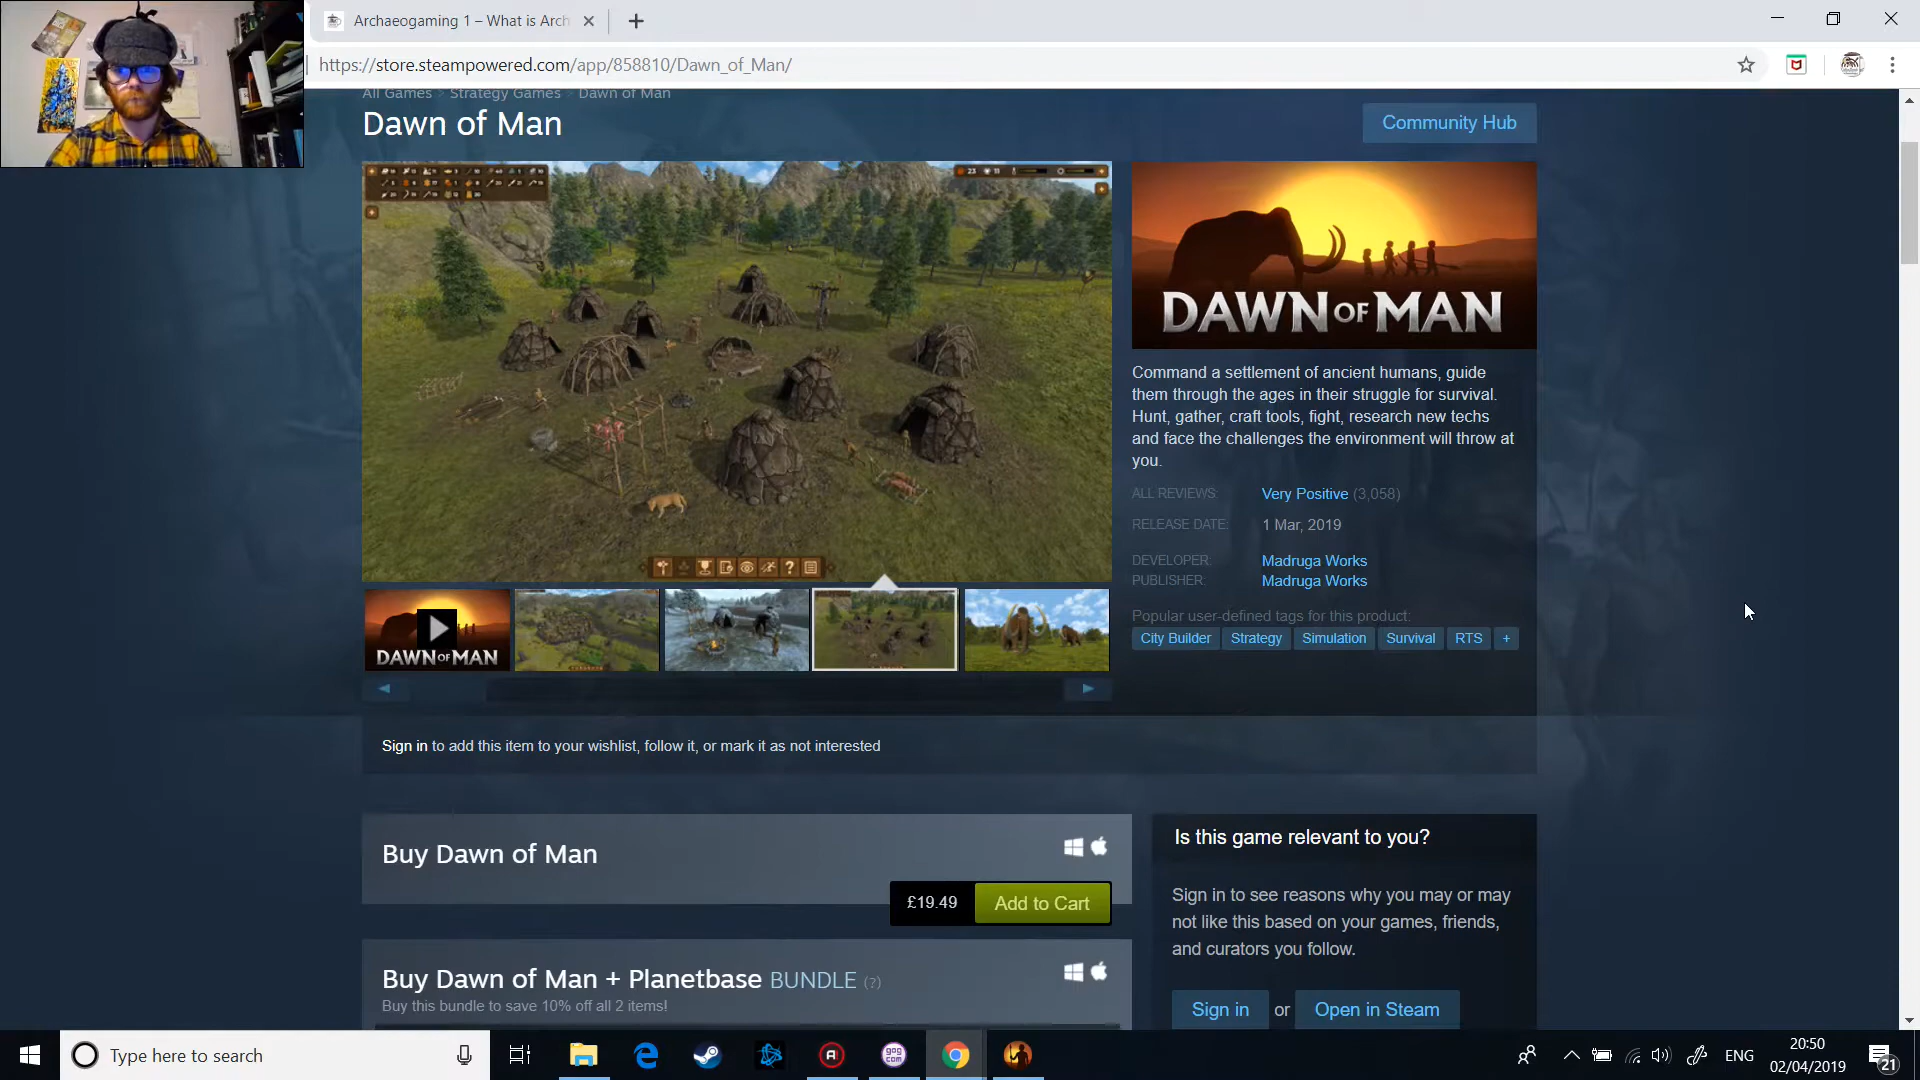 Archaeogaming 1 – What is Arch
https://store.steampowered.com/app/858810/Dawn_of_Man/
All Games > Strategy Games > Dawn of Man
Dawn of Man
Community Hub
DAWN OF MAN
Command a settlement of ancient humans, guide
them through the ages in their struggle for survival.
Hunt, gather, craft tools, fight, research new techs
and face the challenges the environment will throw at
you.
ALL REVIEWS: Very Positive (3,058)
RELEASE DATE: 1 Mar, 2019
DEVELOPER: Madruga Works
PUBLISHER: Madruga Works
Popular user-defined tags for this product:
City Builder Strategy Simulation Survival RTS +
DAWN OF MAN
Sign in to add this item to your wishlist, follow it, or mark it as not interested
Buy Dawn of Man
£19.49 Add to Cart
Buy Dawn of Man + Planetbase BUNDLE (?)
Buy this bundle to save 10% off all 2 items!
Is this game relevant to you?
Sign in to see reasons why you may or may
not like this based on your games, friends,
and curators you follow.
Sign in or Open in Steam
Type here to search
gog
com
ENG
20:50
02/04/2019
21